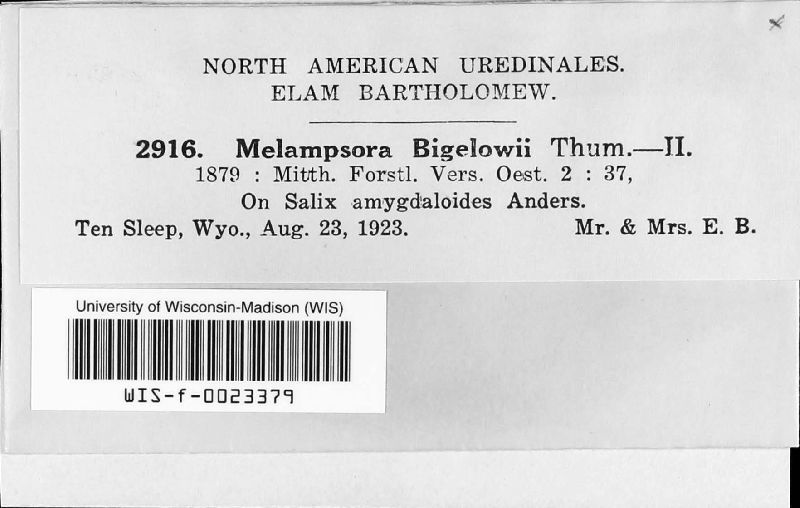 NORTH AMERICAN UREDINALES.
ELAM BARTHOLOMEW.
2916. Melampsora Bigelowii Thum.—II.
1879 : Mitth. Forstl. Vers. Oest. 2 : 37,
On Salix amygdaloides Anders.
Ten Sleep, Wyo., Aug. 23, 1923. Mr. & Mrs. E. B.
University of Wisconsin-Madison (WIS)
WIS-f-0023379